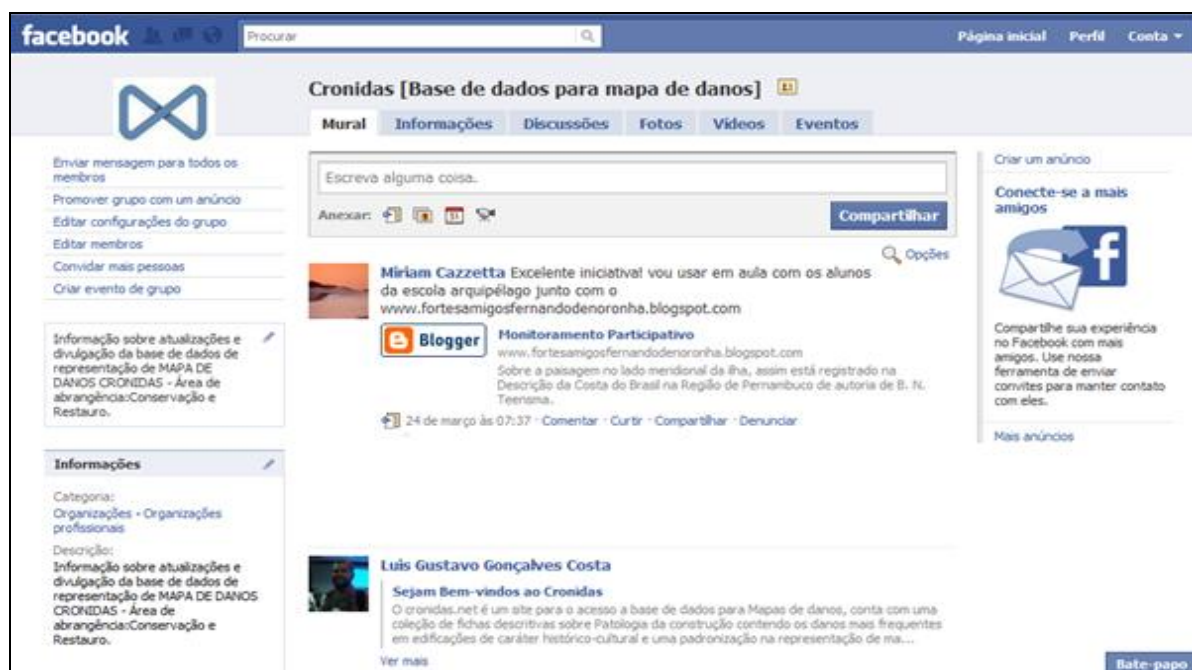 facebook
Procurar
Página inicial Perfil Conta
Cronidas [Base de dados para mapa de danos]
Mural Informações Discussões Fotos Vídeos Eventos
Enviar mensagem para todos os
membros
Promover grupo com um anúncio
Editar configurações do grupo
Editar membros
Convidar mais pessoas
Criar evento de grupo
Informação sobre atualizações e
divulgação da base de dados de
representação de MAPA DE
DANOS CRONIDAS - Área de
abrangência:Conservação e
Restauro.
Informações
Categoria:
Organizações - Organizações
profissionais
Descrição:
Informação sobre atualizações e
divulgação da base de dados de
representação de MAPA DE DANOS
CRONIDAS - Área de
abrangência:Conservação e
Restauro.
Escreva alguma coisa.
Anexar: 31
Compartilhar
Opções
Miriam Cazzetta Excelente iniciativa! vou usar em aula com os alunos
da escola arquipélago junto com o
www.fortesamigosfernandodenoronha.blogspot.com
Blogger
Monitoramento Participativo
www.fortesamigosfernandodenoronha.blogspot.com
Sobre a paisagem no lado meridional da ilha, assim está registrado na
Descrição da Costa do Brasil na Região de Pernambuco de autoria de B. N.
Teensma.
24 de março às 07:37 · Comentar · Curtir · Compartilhar · Denunciar
Luis Gustavo Gonçalves Costa
Sejam Bem-vindos ao Cronidas
O cronidas.net é um site para o acesso a base de dados para Mapas de danos, conta com uma
coleção de fichas descritivas sobre Patologia da construção contendo os danos mais frequentes
em edificações de caráter histórico-cultural e uma padronização na representação de ma...
Ver mais
Criar um anúncio
Conecte-se a mais
amigos
f
Compartilhe sua experiência
no Facebook com mais
amigos. Use nossa
ferramenta de enviar
convites para manter contato
com eles.
Mais anúncios
Bate-papo